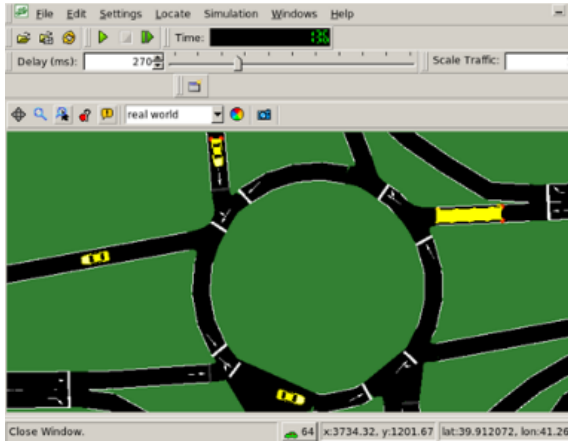 File Edit Settings Locate Simulation Windows Help
Time: 136
Delay (ms): 270 Scale Traffic:
real world
Close Window. 64 x:3734.32, y:1201.67 lat:39.912072, lon:41.26